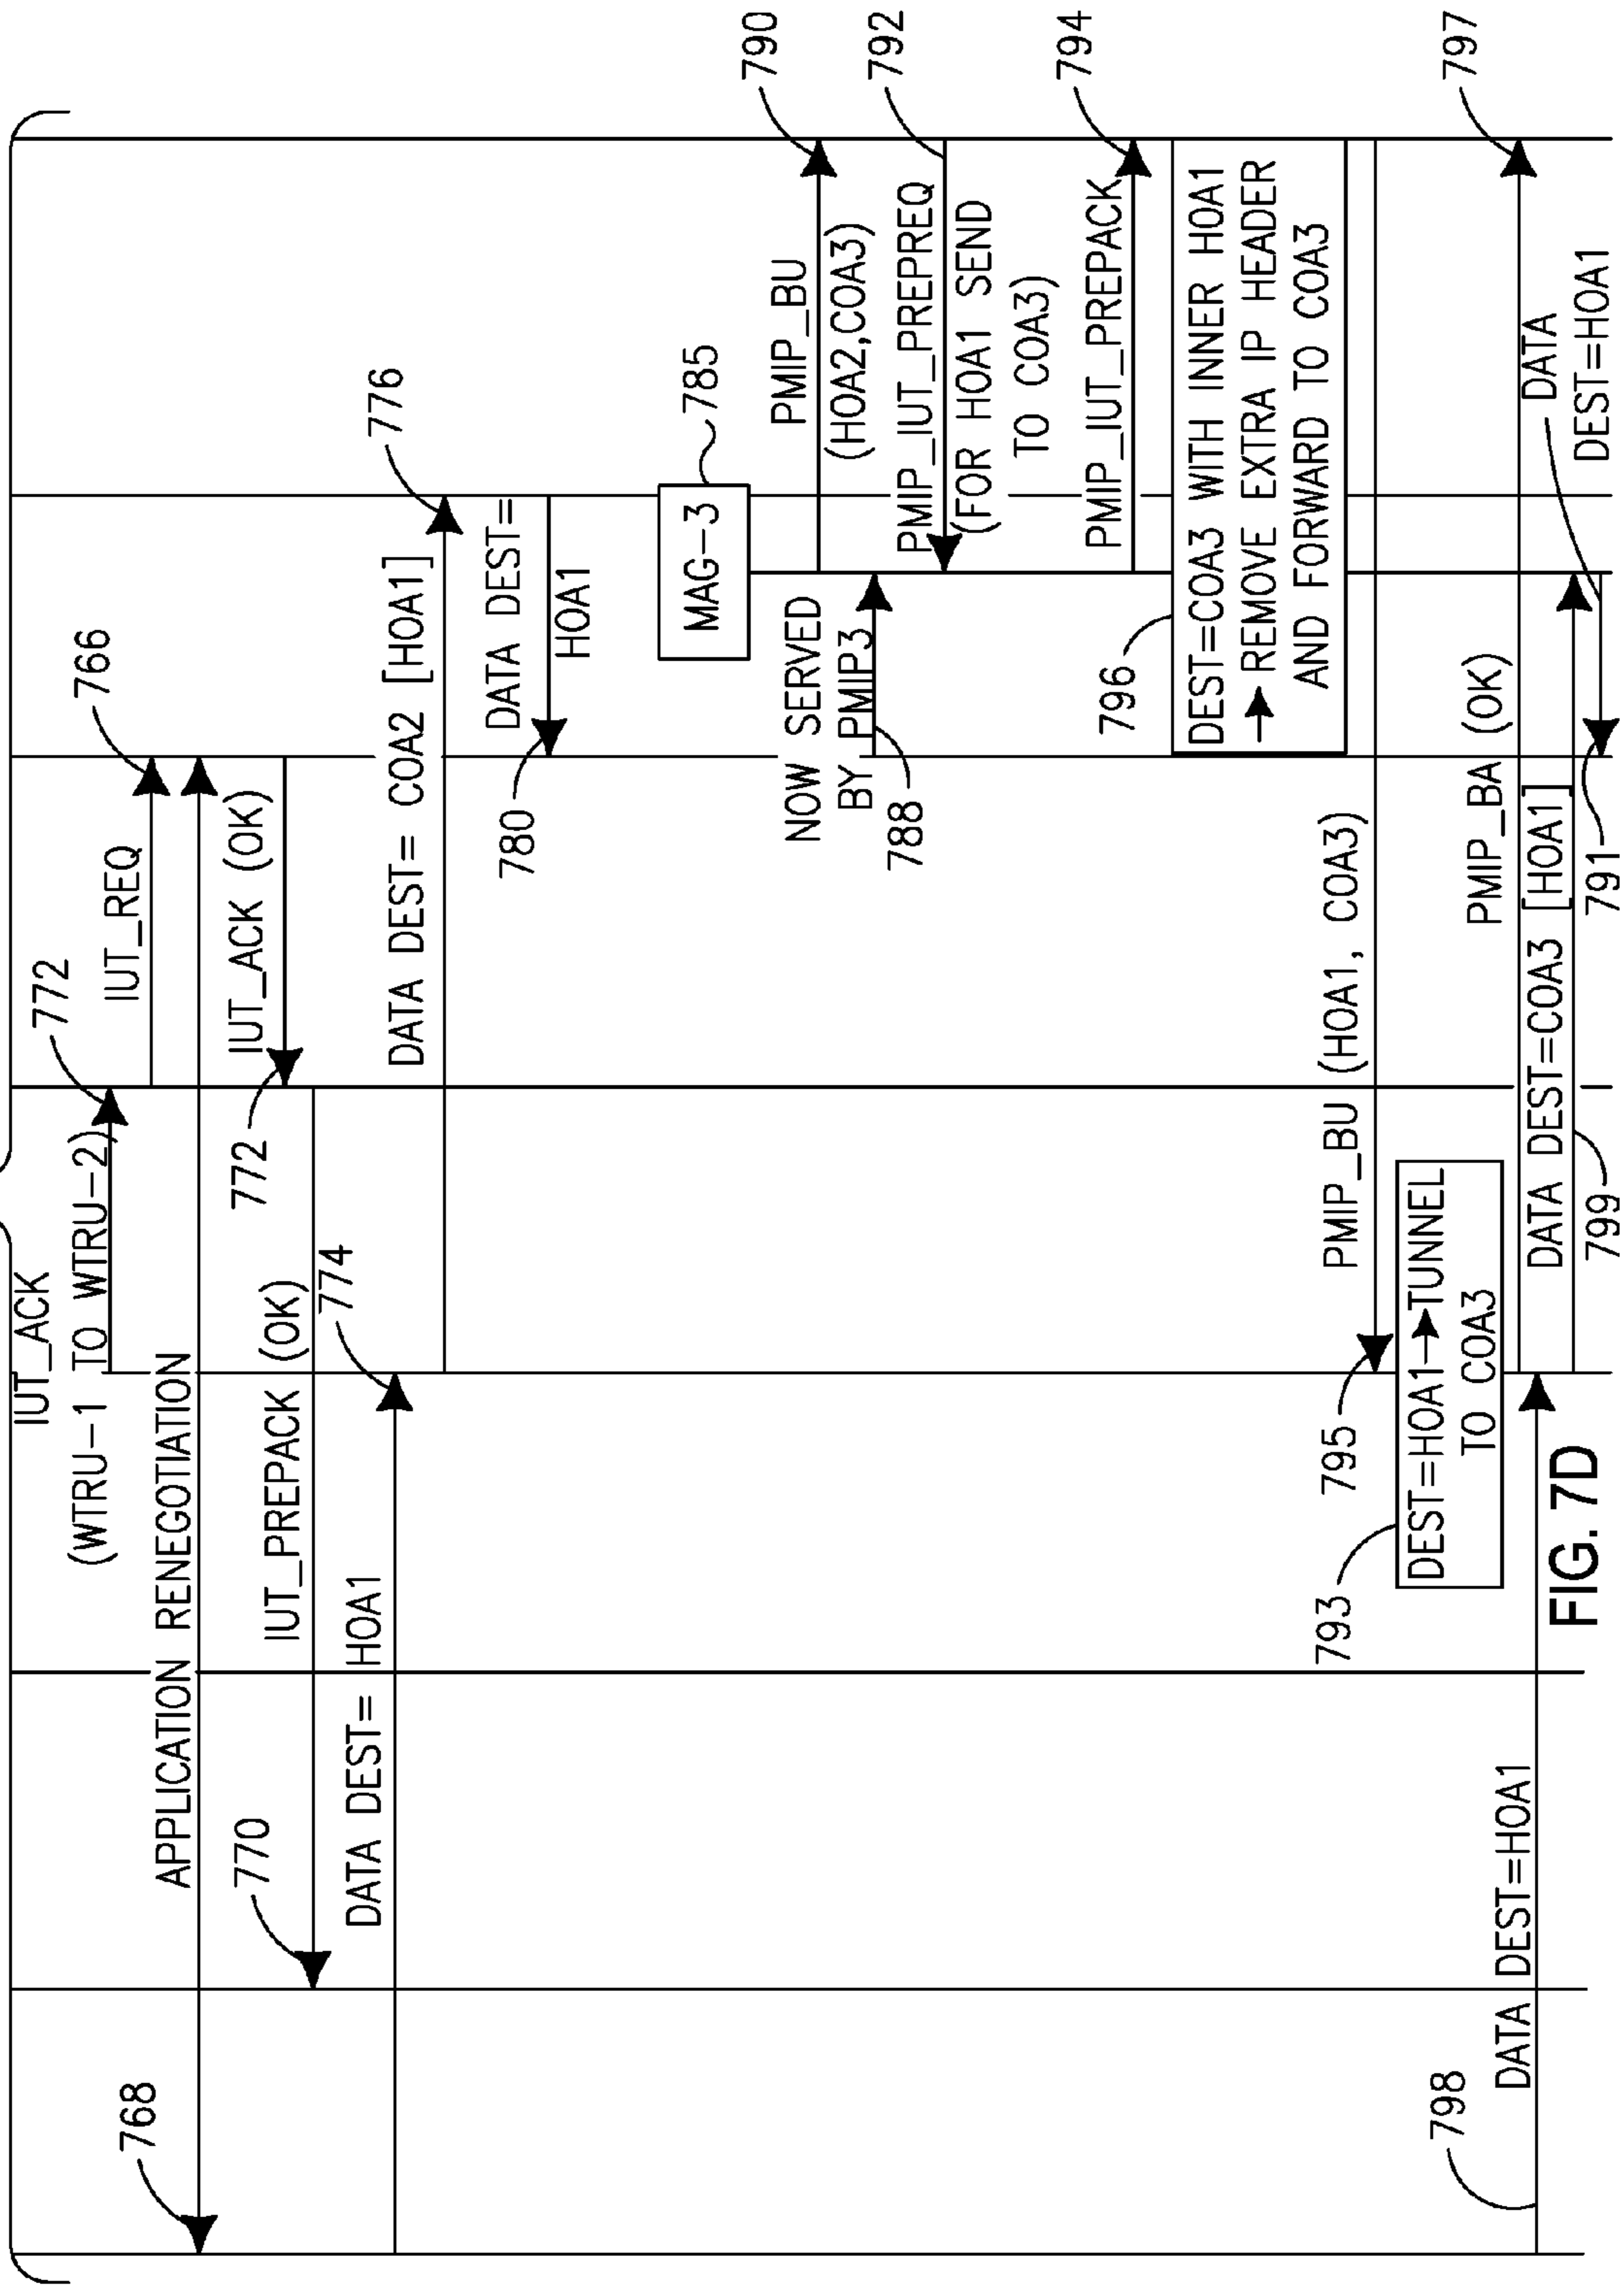 IUT_ACK
(WTRU-1 TO WTRU-2)
772
IUT_REQ
766
768
APPLICATION RENEGOTIATION
IUT_ACK (OK)
772
770
IUT_PREPACK (OK)
774
DATA DEST= HOA1
DATA DEST= COA2 [HOA1]
776
DATA DEST=
HOA1
780
MAG-3
785
NOW SERVED
BY PMIP3
788
PMIP_BU
(HOA2,COA3)
790
PMIP_IUT_PREPREQ
(FOR HOA1 SEND
TO COA3)
792
PMIP_IUT_PREPACK
794
796
DEST=COA3 WITH INNER HOA1
→ REMOVE EXTRA IP HEADER
AND FORWARD TO COA3
PMIP_BU (HOA1, COA3)
795
793
DEST=HOA1→TUNNEL
TO COA3
PMIP_BA (OK)
797
798
DATA DEST=HOA1
DATA DEST=COA3 [HOA1]
799
791
DATA
DEST=HOA1
FIG. 7D